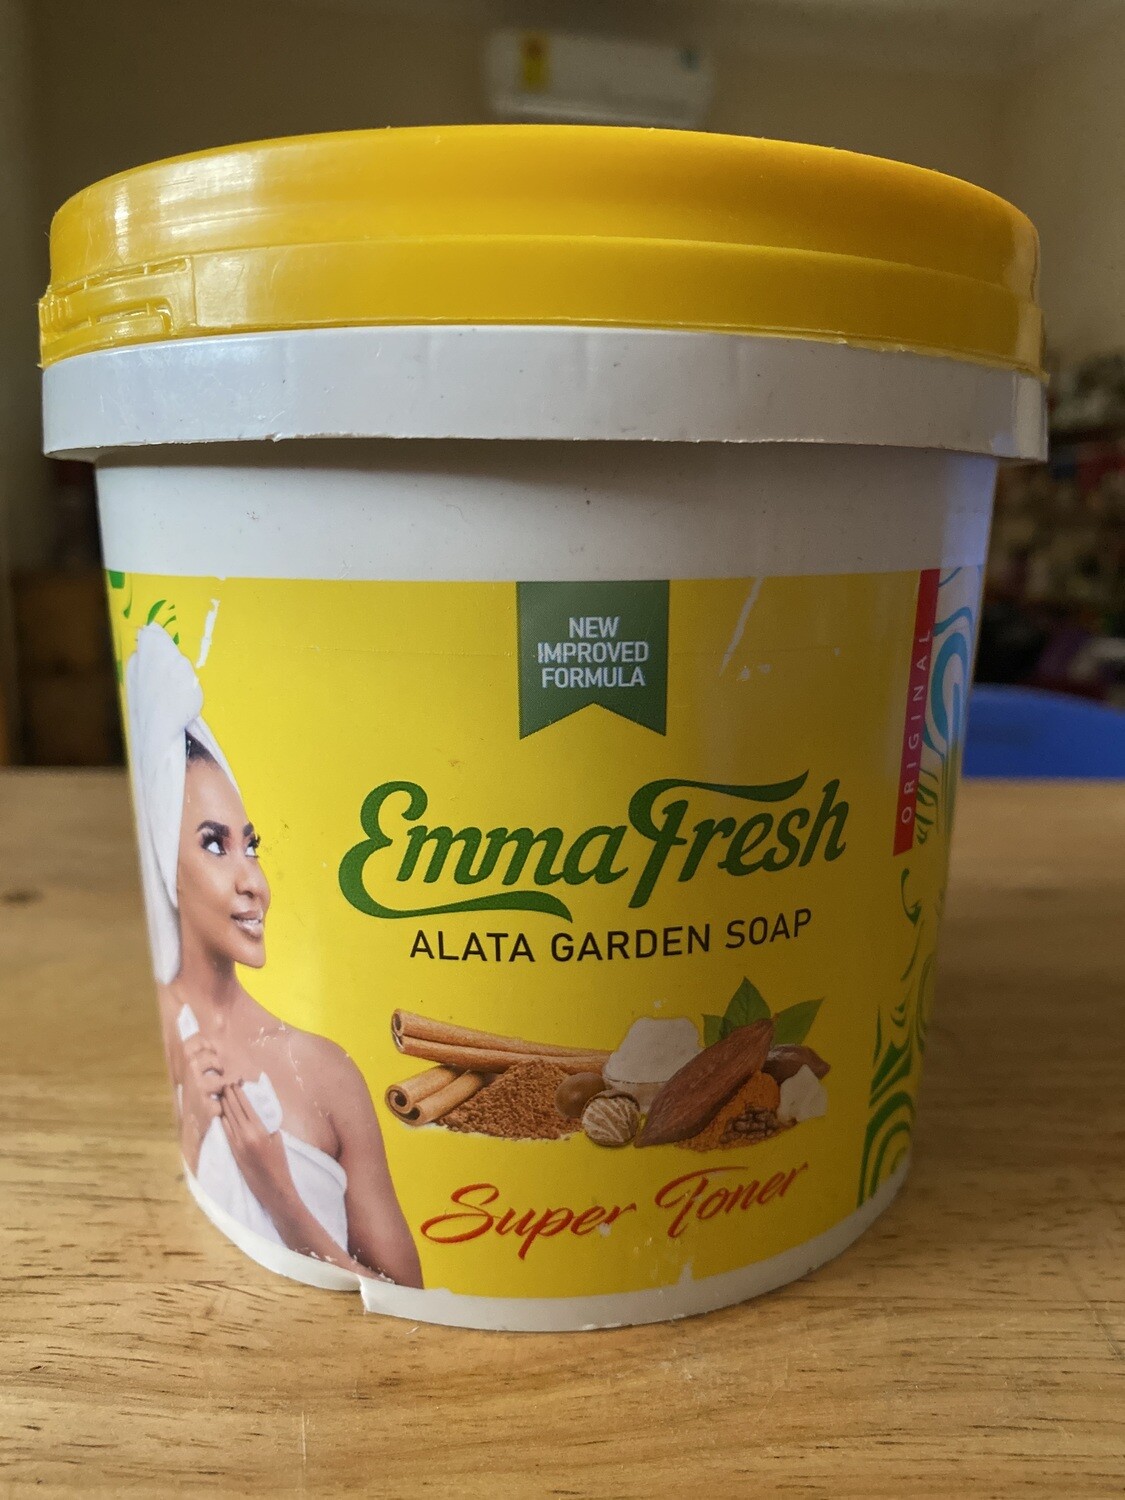 NEW
IMPROVED
FORMULA
EmmaFresh
ALATA GARDEN SOAP
Super Toner
ORIGINAL